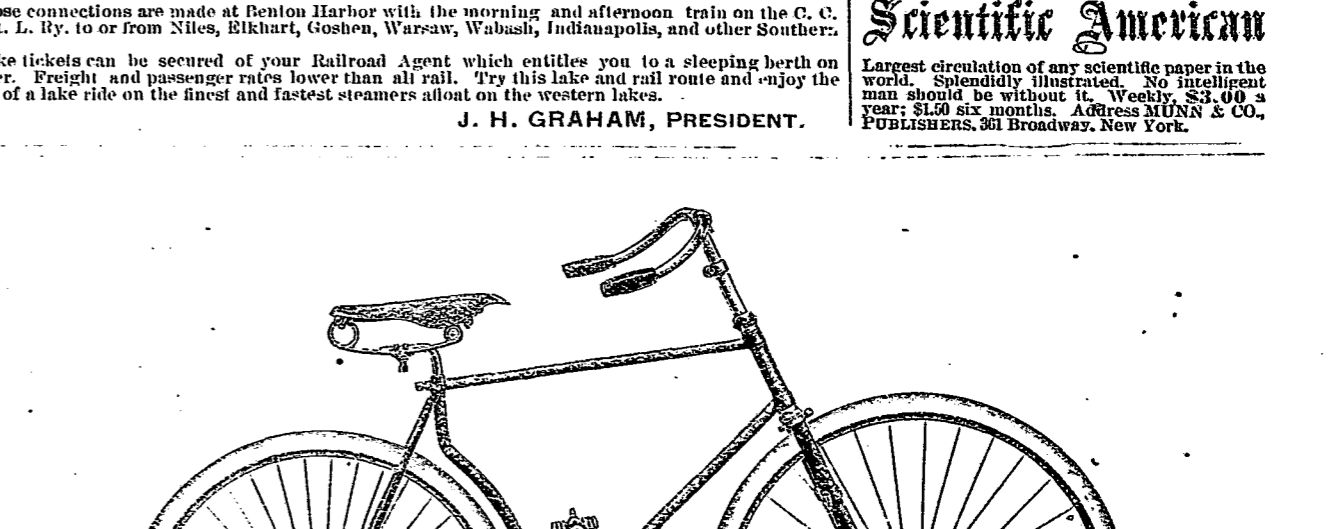 ose connections are made at Benton Harbor with the morning and afternoon train on the C. C.
. L. Ry. to or from Niles, Elkhart, Goshen, Warsaw, Wabash, Indianapolis, and other Southern
ke tickets can be secured of your Railroad Agent which entitles you to a sleeping berth on
er. Freight and passenger rates lower than all rail. Try this lake and rail route and enjoy the
of a lake ride on the finest and fastest steamers afloat on the western lakes.
J. H. GRAHAM, PRESIDENT.
Scientific American
Largest circulation of any scientific paper in the
world. Splendidly illustrated. No intelligent
man should be without it. Weekly, $3.00 a
year; $1.50 six months. Address MUNN & CO.,
PUBLISHERS, 361 Broadway, New York.